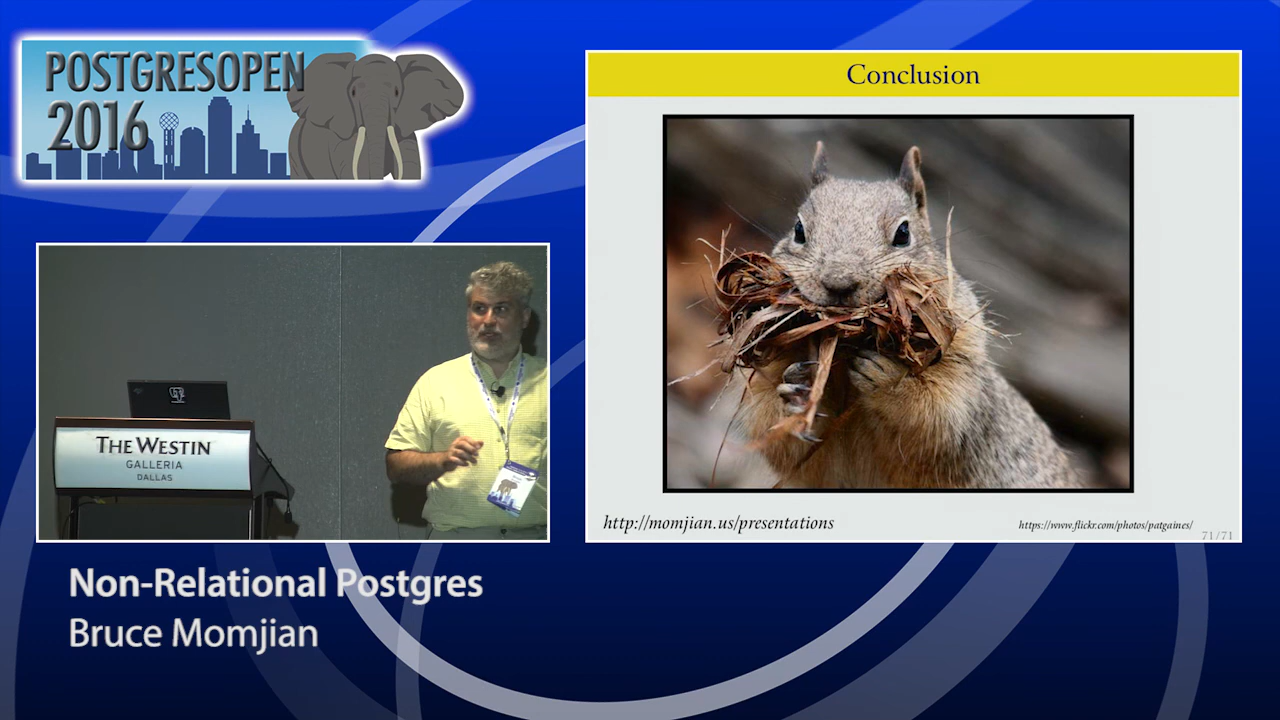 POSTGRESOPEN
2016
Conclusion
THE WESTIN
GALLERIA
DALLAS
http://momjian.us/presentations
https://www.flickr.com/photos/patgaines/
71/71
Non-Relational Postgres
Bruce Momjian